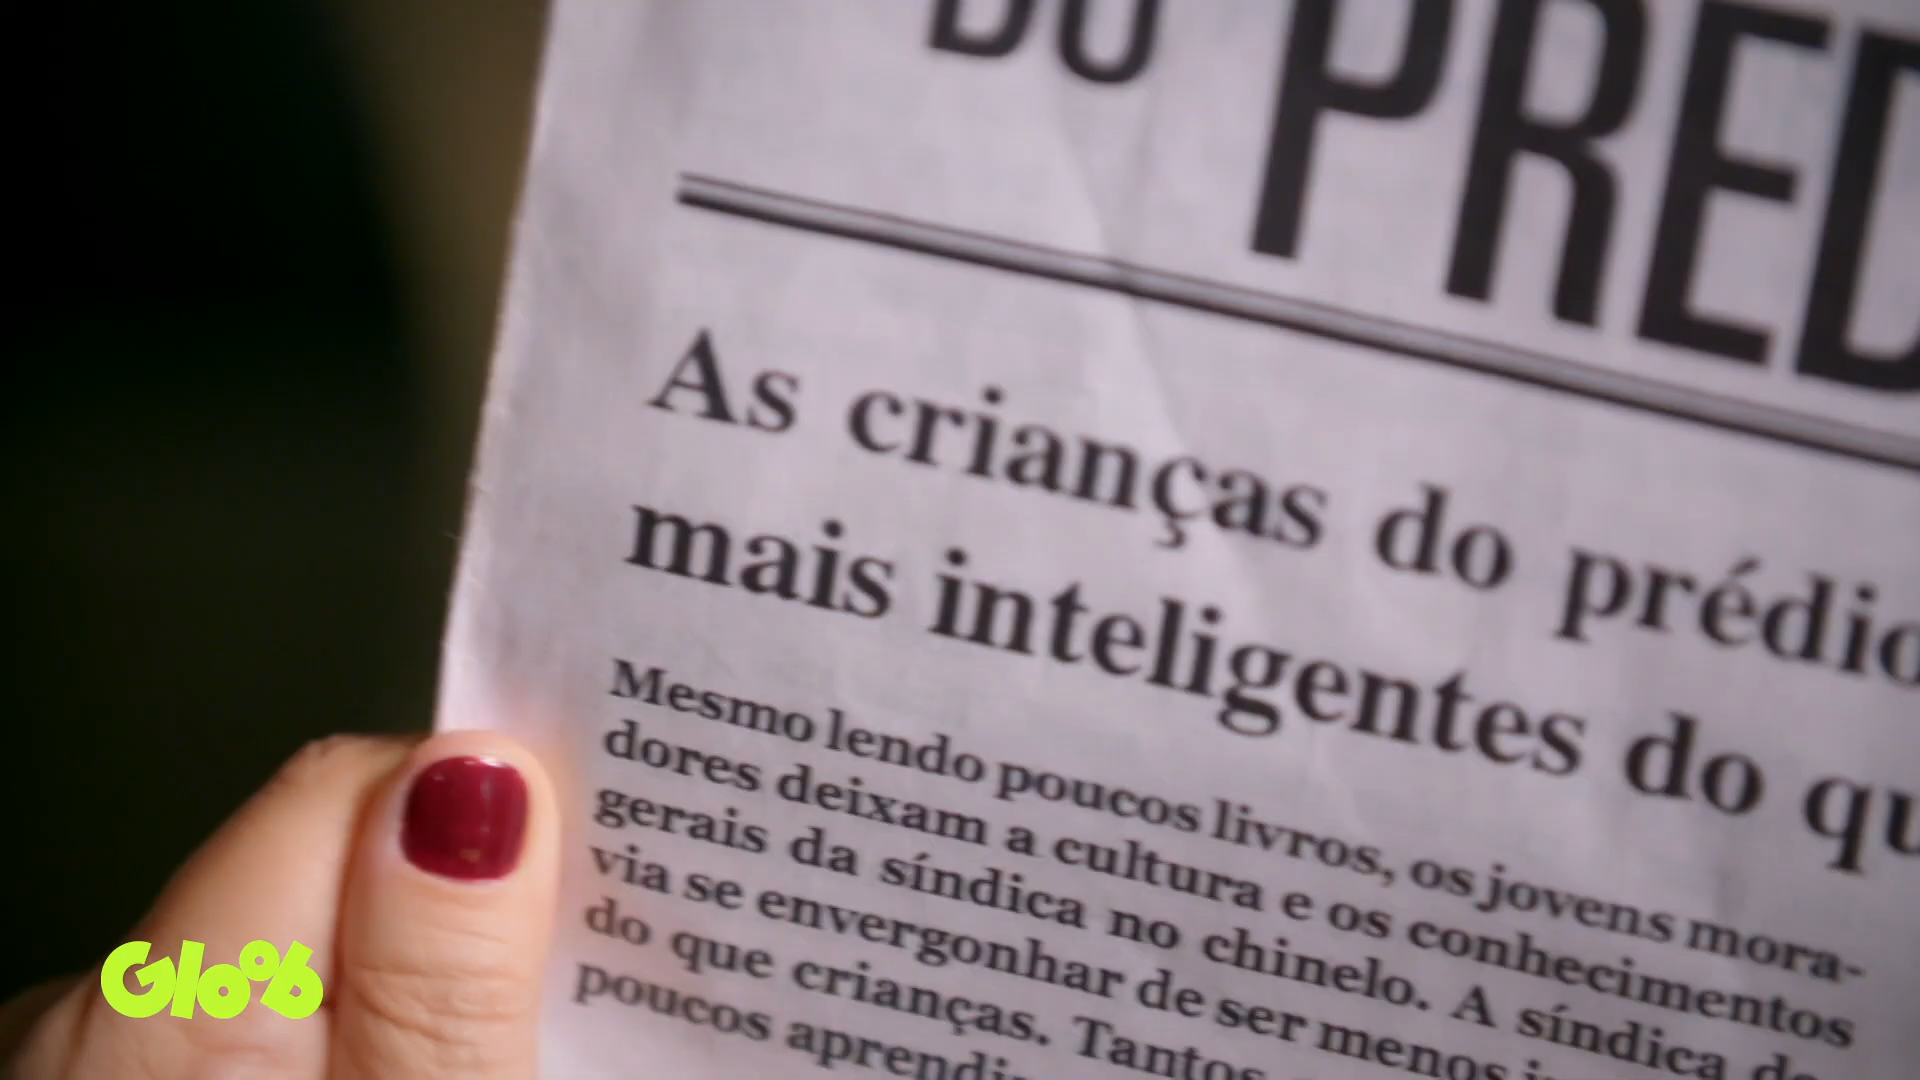 DO PRED
As crianças do prédio
mais inteligentes do qu
Mesmo lendo poucos livros, os jovens mora-
dores deixam a cultura e os conhecimentos
gerais da síndica no chinelo. A síndica de
via se envergonhar de ser menos i
do que crianças. Tantos
poucos aprendi
Gloob